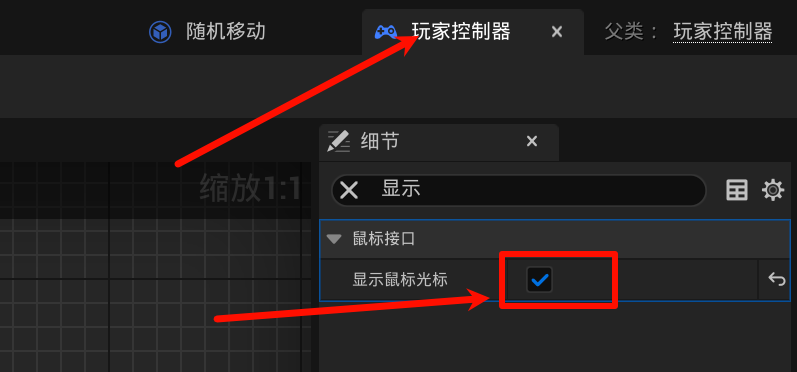 随机移动
玩家控制器
父类：
玩家控制器
细节
缩放1:1
显示
鼠标接口
显示鼠标光标